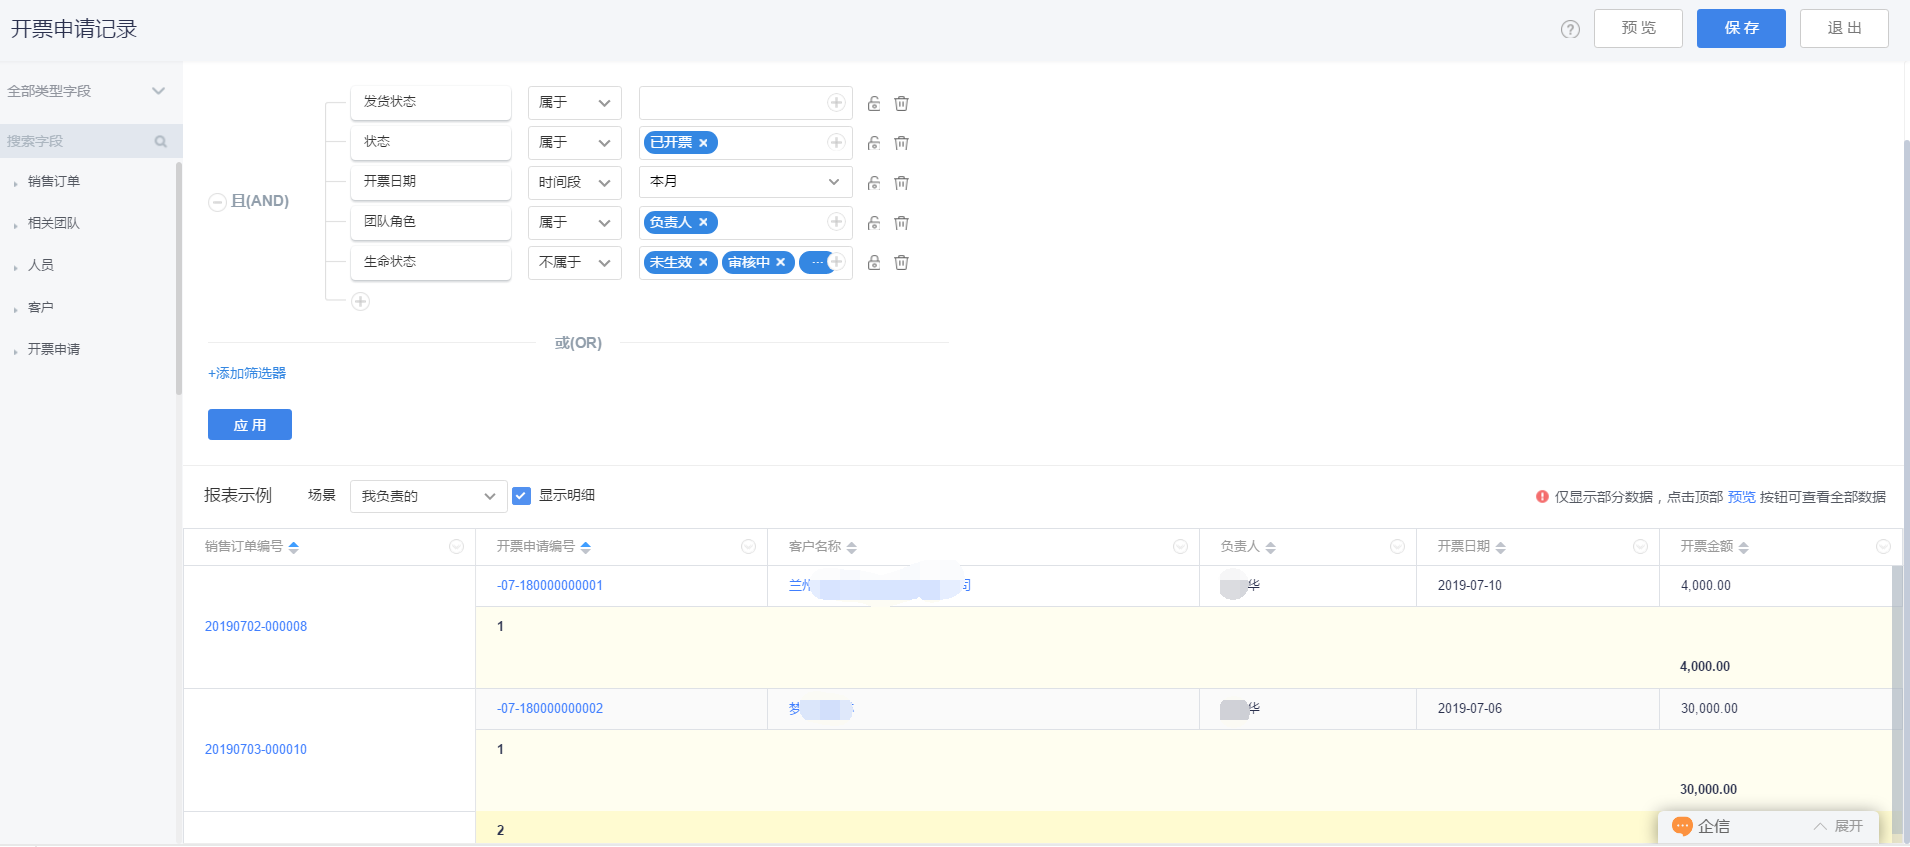 开票申请记录
预 览
保 存
退 出
全部类型字段
搜索字段
销售订单
相关团队
人员
客户
开票申请
且(AND)
发货状态 属于
状态 属于 已开票
开票日期 时间段 本月
团队角色 属于 负责人
生命状态 不属于 未生效 审核中 ...
或(OR)
+添加筛选器
应 用
报表示例 场景 我负责的 显示明细
仅显示部分数据，点击顶部 预览 按钮可查看全部数据
销售订单编号 开票申请编号 客户名称 负责人 开票日期 开票金额
-07-180000000001 兰州 司 华 2019-07-10 4,000.00
20190702-000008 1
4,000.00
-07-180000000002 梦 华 2019-07-06 30,000.00
20190703-000010 1
30,000.00
2
企信 展开